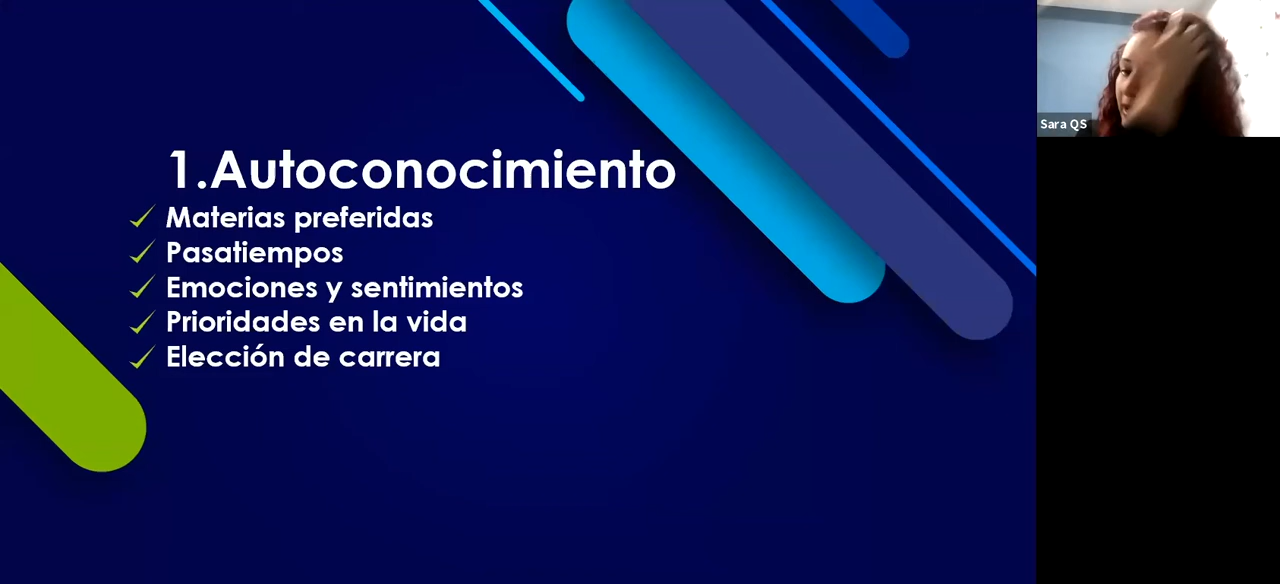 1.Autoconocimiento
Materias preferidas
Pasatiempos
Emociones y sentimientos
Prioridades en la vida
Elección de carrera
Sara QS